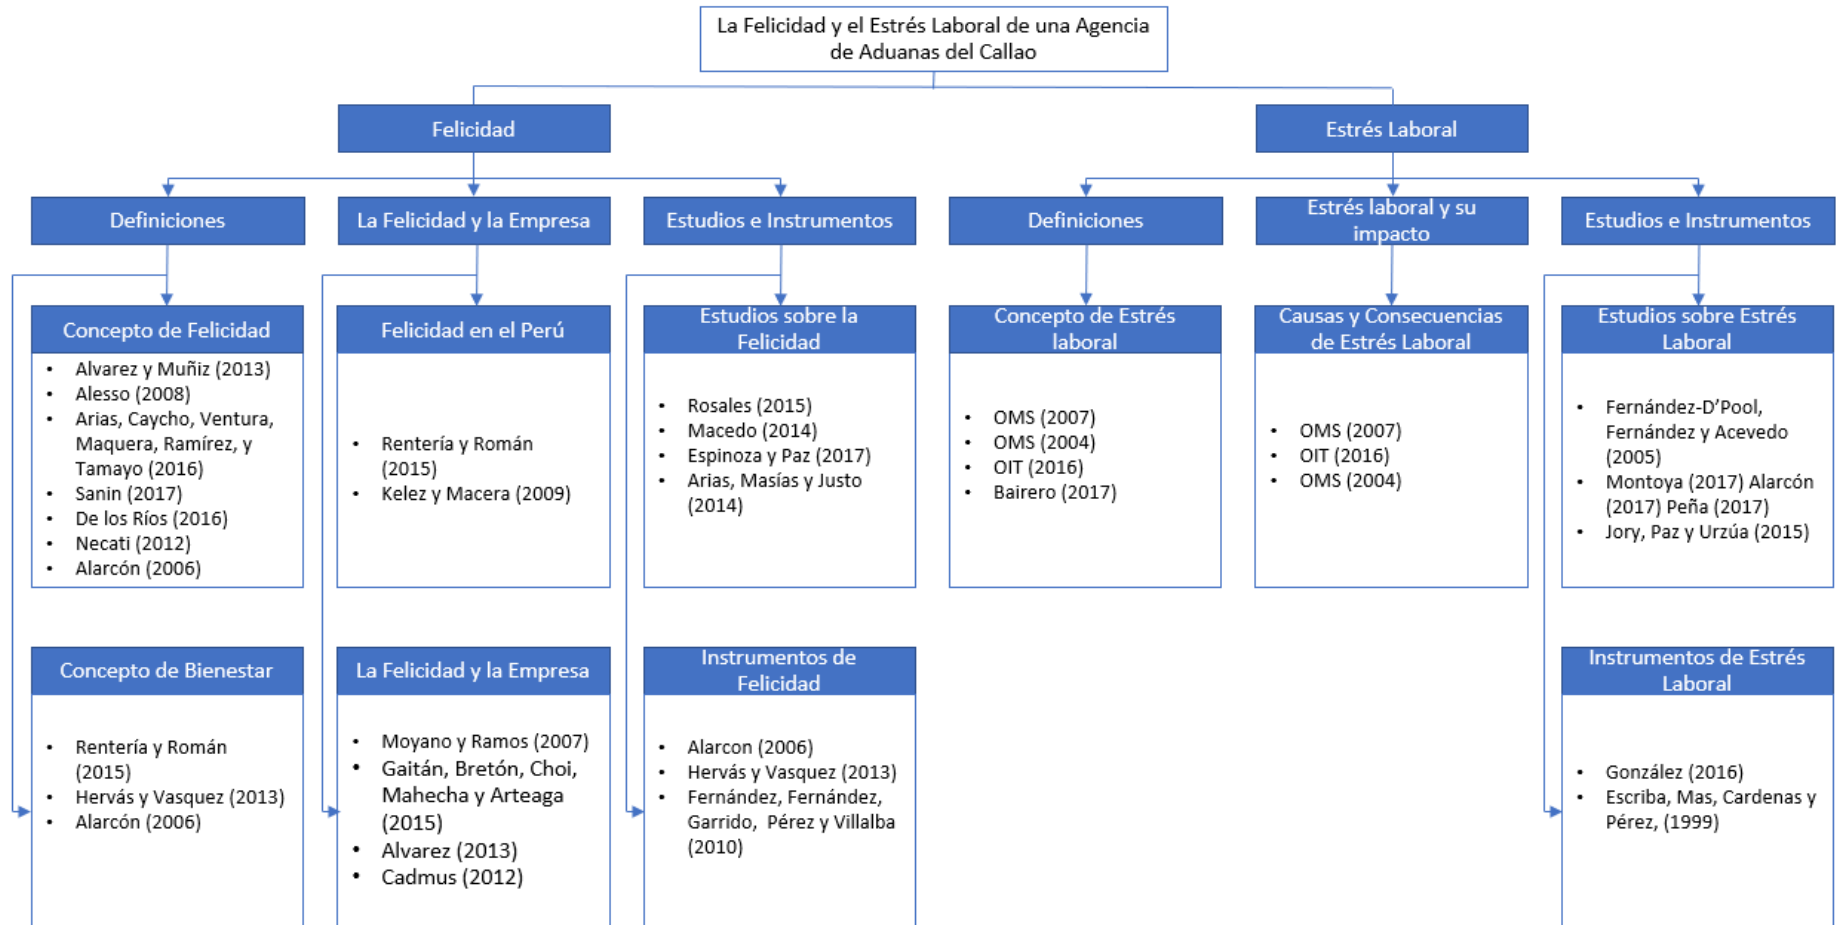 La Felicidad y el Estrés Laboral de una Agencia
de Aduanas del Callao
Felicidad
Estrés Laboral
Definiciones
La Felicidad y la Empresa
Estudios e Instrumentos
Definiciones
Estrés laboral y su
impacto
Estudios e Instrumentos
Concepto de Felicidad
• Alvarez y Muñiz (2013)
• Alesso (2008)
• Arias, Caycho, Ventura,
Maquera, Ramírez, y
Tamayo (2016)
• Sanin (2017)
• De los Ríos (2016)
• Necati (2012)
• Alarcón (2006)
Felicidad en el Perú
• Rentería y Román
(2015)
• Kelez y Macera (2009)
Estudios sobre la
Felicidad
• Rosales (2015)
• Macedo (2014)
• Espinoza y Paz (2017)
• Arias, Masías y Justo
(2014)
Concepto de Estrés
laboral
• OMS (2007)
• OMS (2004)
• OIT (2016)
• Bairero (2017)
Causas y Consecuencias
de Estrés Laboral
• OMS (2007)
• OIT (2016)
• OMS (2004)
Estudios sobre Estrés
Laboral
• Fernández-D’Pool,
Fernández y Acevedo
(2005)
• Montoya (2017) Alarcón
(2017) Peña (2017)
• Jory, Paz y Urzúa (2015)
Concepto de Bienestar
• Rentería y Román
(2015)
• Hervás y Vasquez (2013)
• Alarcón (2006)
La Felicidad y la Empresa
• Moyano y Ramos (2007)
• Gaitán, Bretón, Choi,
Mahecha y Arteaga
(2015)
• Alvarez (2013)
• Cadmus (2012)
Instrumentos de
Felicidad
• Alarcon (2006)
• Hervás y Vasquez (2013)
• Fernández, Fernández,
Garrido, Pérez y Villalba
(2010)
Instrumentos de Estrés
Laboral
• González (2016)
• Escriba, Mas, Cardenas y
Pérez, (1999)